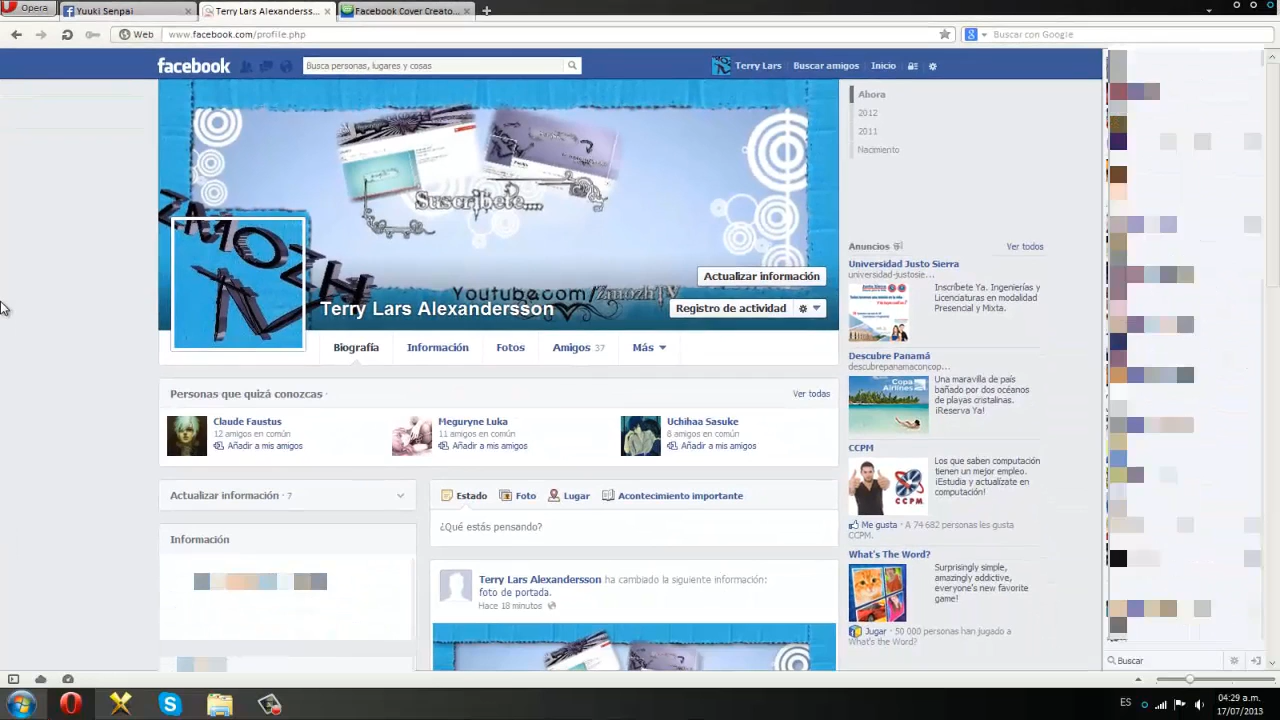 Opera
Yuuki Senpai
Terry Lars Alexanderss...
Facebook Cover Creato...
Web
www.facebook.com/profile.php
Buscar con Google
facebook
Busca personas, lugares y cosas
Terry Lars
Buscar amigos
Inicio
Ahora
2012
2011
Nacimiento
Suscribete....
ZMOZH
Actualizar información
Youtube.com/ZmozhTV
Terry Lars Alexandersson
Registro de actividad
Biografía
Información
Fotos
Amigos 37
Más
Personas que quizá conozcas ·
Ver todas
Claude Faustus
12 amigos en común
Añadir a mis amigos
Meguryne Luka
11 amigos en común
Añadir a mis amigos
Uchihaa Sasuke
8 amigos en común
Añadir a mis amigos
Actualizar información · 7
Información
Estado
Foto
Lugar
Acontecimiento importante
¿Qué estás pensando?
Terry Lars Alexandersson ha cambiado la siguiente información:
foto de portada.
Hace 18 minutos
Anuncios
Ver todos
Universidad Justo Sierra
universidad-justosie...
Inscríbete Ya. Ingenierías y
Licenciaturas en modalidad
Presencial y Mixta.
Descubre Panamá
descubrepanamaconcop...
Copa Airlines
Una maravilla de país
bañado por dos océanos
de playas cristalinas.
¡Reserva Ya!
CCPM
CCPM
Los que saben computación
tienen un mejor empleo.
¡Estudia y actualízate en
computación!
Me gusta · A 74 682 personas les gusta
CCPM.
What's The Word?
Surprisingly simple,
amazingly addictive,
everyone's new favorite
game!
Jugar · 50 000 personas han jugado a
What's the Word?
Buscar
ES
04:29 a.m.
17/07/2013